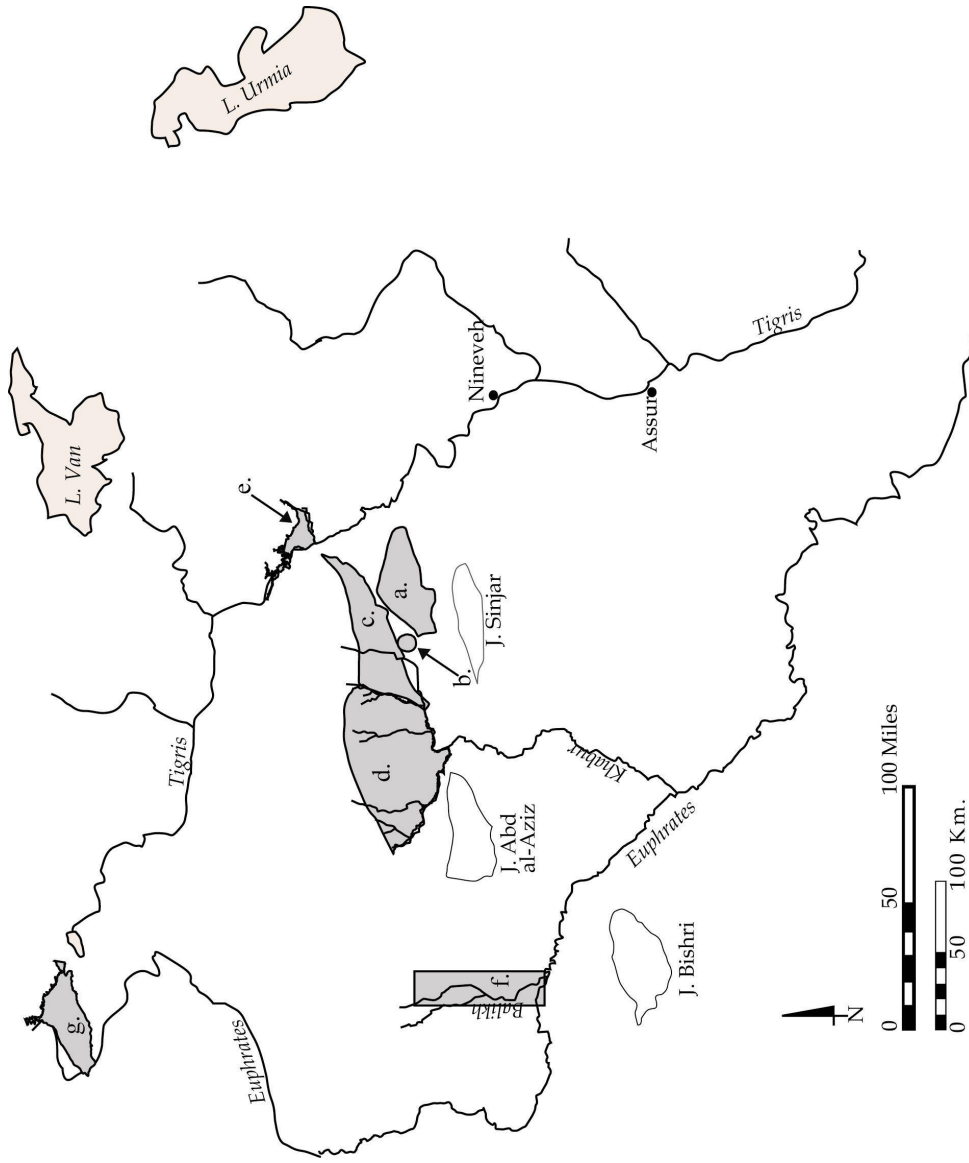 L. Urmia
L. Van
e.
Nineveh
Assur
Tigris
a.
c.
b.
J. Sinjar
d.
Tigris
Khabur
J. Abd
al-Aziz
Euphrates
g.
f.
Balikh
J. Bishri
Euphrates
N
0 50 100 Miles
0 50 100 Km.